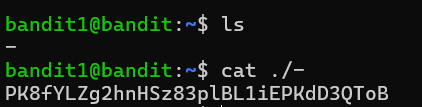 bandit1@bandit:~$ ls
-
bandit1@bandit:~$ cat ./-
PK8fYLZg2hnHSz83plBL1iEPKdD3QToB